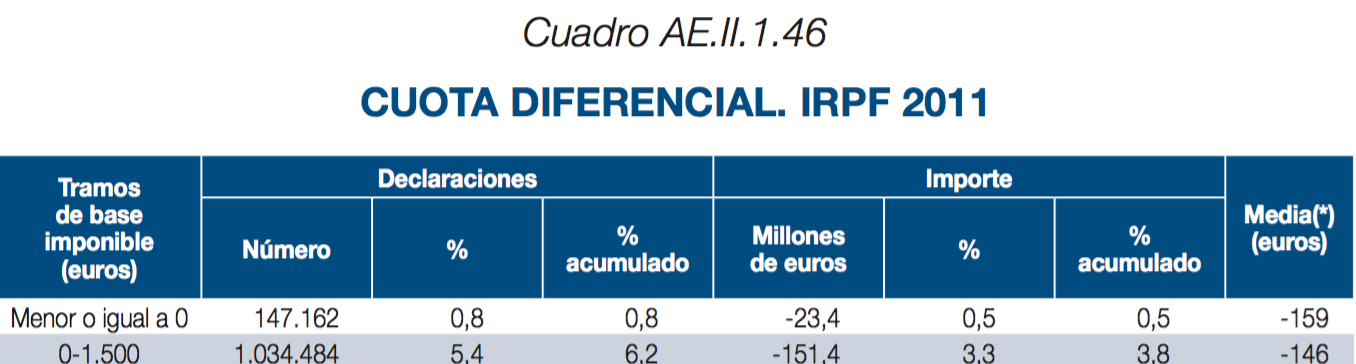 Cuadro AE.II.1.46
CUOTA DIFERENCIAL. IRPF 2011
Tramos
de base
imponible
(euros)
Declaraciones
Importe
Media(*)
(euros)
Número
%
%
acumulado
Millones
de euros
%
%
acumulado
Menor o igual a 0 147.162 0,8 0,8 -23,4 0,5 0,5 -159
0-1.500 1.034.484 5,4 6,2 -151,4 3,3 3,8 -146